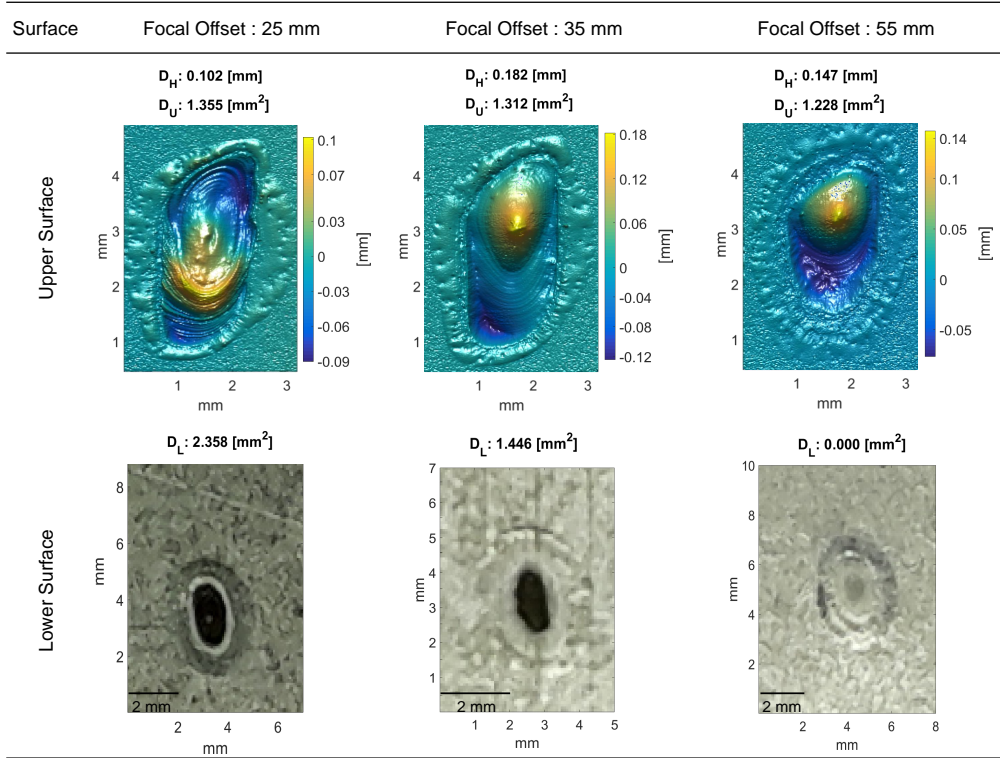 Surface Focal Offset : 25 mm Focal Offset : 35 mm Focal Offset : 55 mm
Upper Surface
D_H: 0.102 [mm]
D_U: 1.355 [mm²]
4
3
2
1
mm
1 2 3
mm
0.1
0.07
0.03
0
-0.03
-0.06
-0.09
[mm]
D_H: 0.182 [mm]
D_U: 1.312 [mm²]
4
3
2
1
mm
1 2 3
mm
0.18
0.12
0.06
0
-0.04
-0.08
-0.12
[mm]
D_H: 0.147 [mm]
D_U: 1.228 [mm²]
4
3
2
1
mm
1 2 3
mm
0.14
0.1
0.05
0
-0.05
[mm]
Lower Surface
D_L: 2.358 [mm²]
8
6
4
2
mm
2 mm
2 4 6
mm
D_L: 1.446 [mm²]
7
6
5
4
3
2
1
mm
2 mm
1 2 3 4 5
mm
D_L: 0.000 [mm²]
10
8
6
4
2
mm
2 mm
2 4 6 8
mm